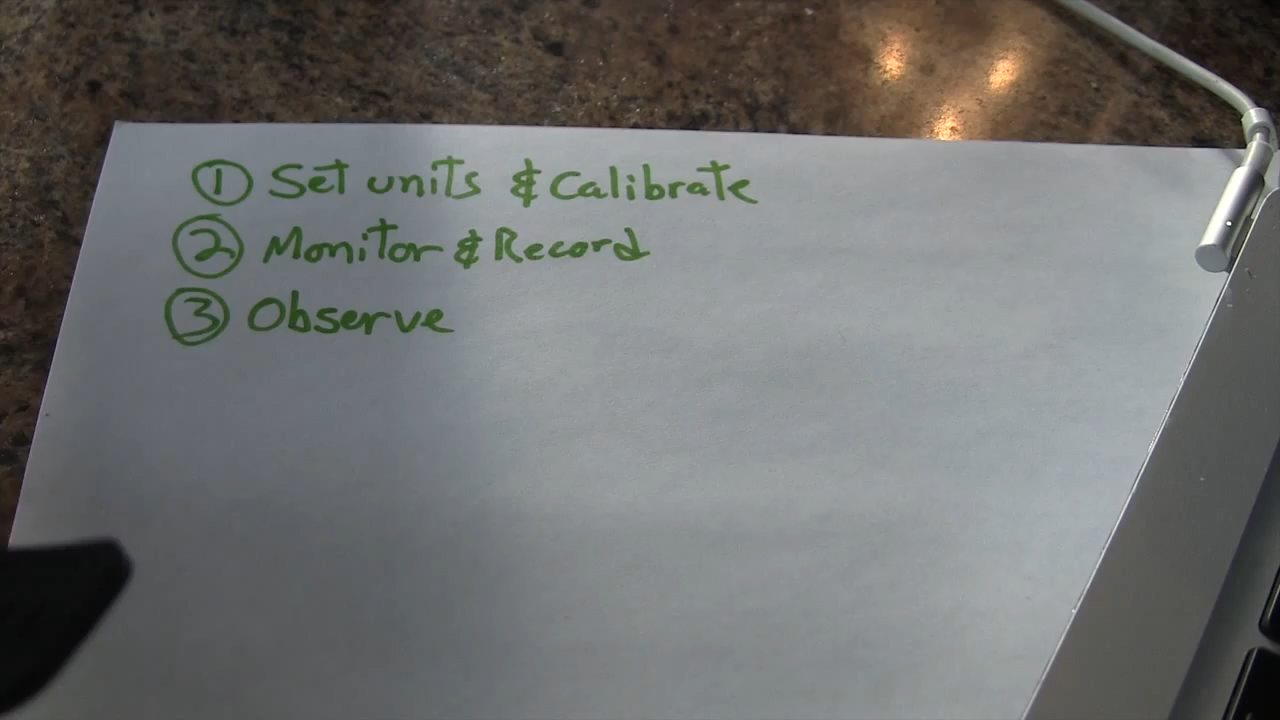 ① Set units & Calibrate
② Monitor & Record
③ Observe